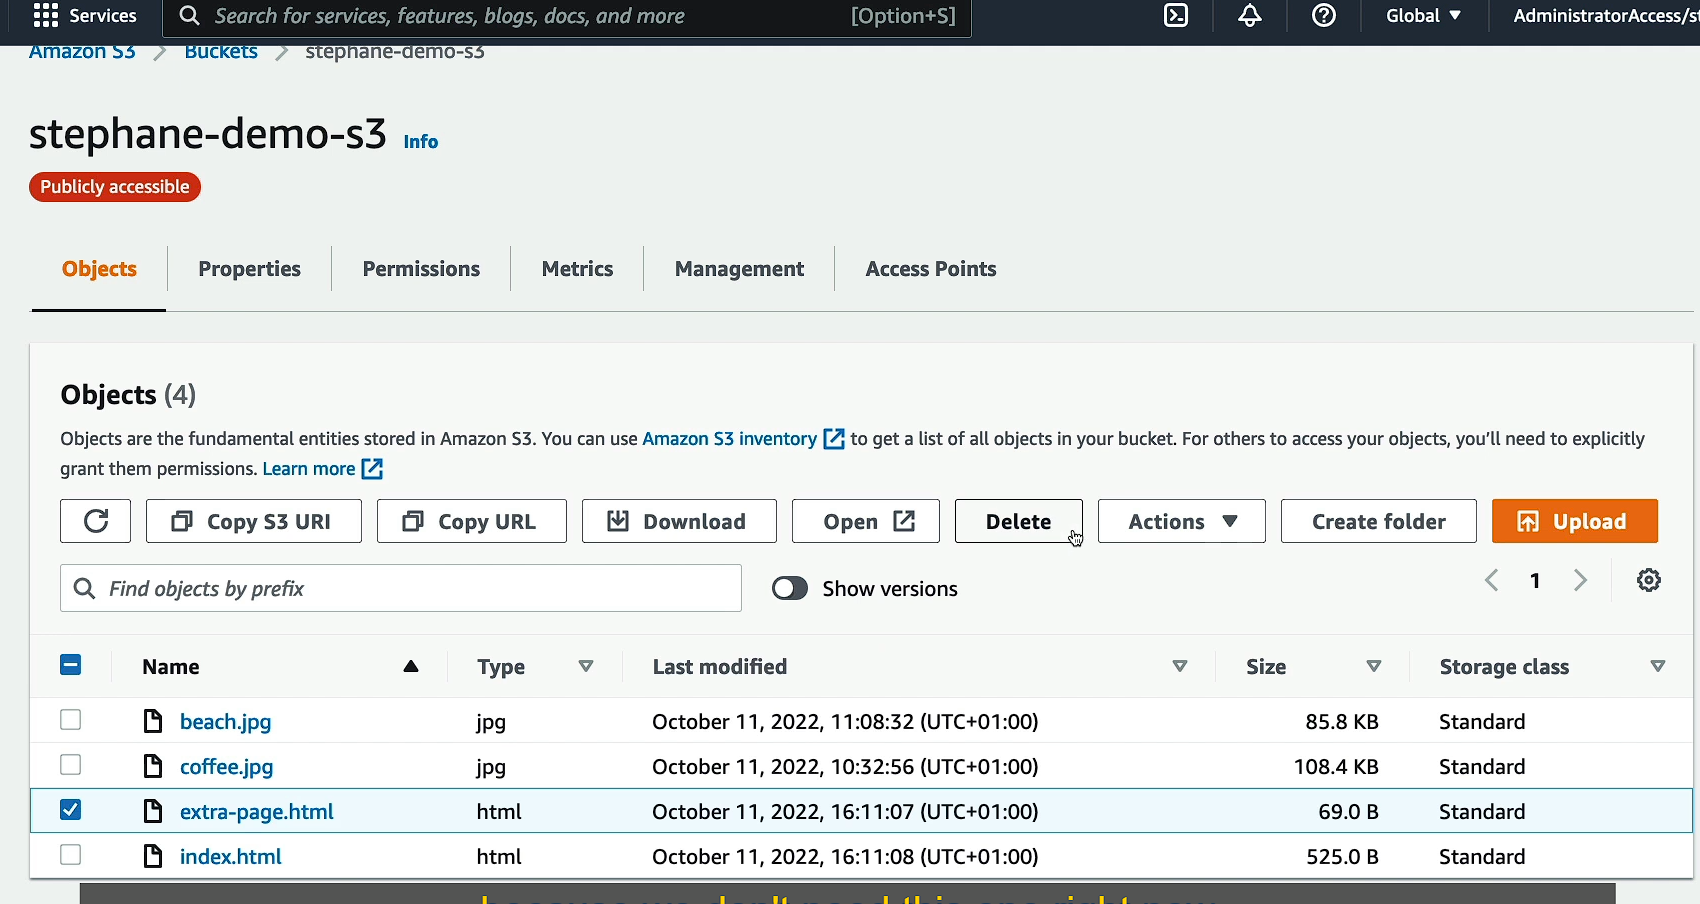 Services Search for services, features, blogs, docs, and more [Option+S] Global AdministratorAccess/s
Amazon S3 > Buckets > stephane-demo-s3
stephane-demo-s3 Info
Publicly accessible
Objects Properties Permissions Metrics Management Access Points
Objects (4)
Objects are the fundamental entities stored in Amazon S3. You can use Amazon S3 inventory to get a list of all objects in your bucket. For others to access your objects, you'll need to explicitly
grant them permissions. Learn more
Copy S3 URI Copy URL Download Open Delete Actions Create folder Upload
Find objects by prefix Show versions 1
Name Type Last modified Size Storage class
beach.jpg jpg October 11, 2022, 11:08:32 (UTC+01:00) 85.8 KB Standard
coffee.jpg jpg October 11, 2022, 10:32:56 (UTC+01:00) 108.4 KB Standard
extra-page.html html October 11, 2022, 16:11:07 (UTC+01:00) 69.0 B Standard
index.html html October 11, 2022, 16:11:08 (UTC+01:00) 525.0 B Standard
because we don't need this one right now